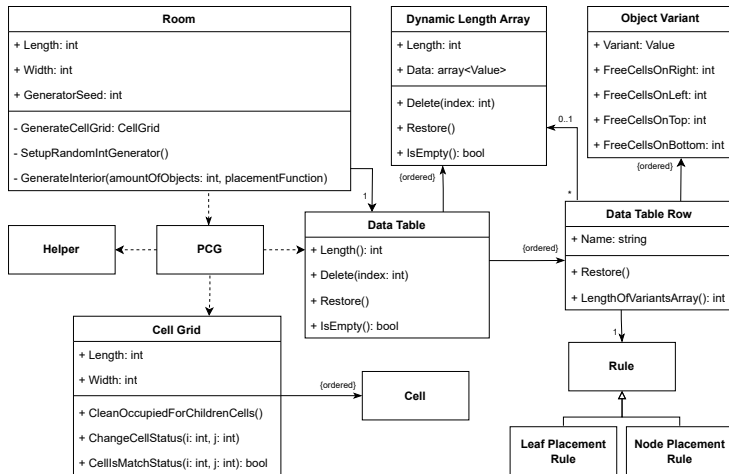 Room
+ Length: int
+ Width: int
+ GeneratorSeed: int
- GenerateCellGrid: CellGrid
- SetupRandomIntGenerator()
- GenerateInterior(amountOfObjects: int, placementFunction)
Dynamic Length Array
+ Length: int
+ Data: array<Value>
+ Delete(index: int)
+ Restore()
+ IsEmpty(): bool
Object Variant
+ Variant: Value
+ FreeCellsOnRight: int
+ FreeCellsOnLeft: int
+ FreeCellsOnTop: int
+ FreeCellsOnBottom: int
0..1
*
{ordered}
{ordered}
1
Helper
PCG
Data Table
+ Length(): int
+ Delete(index: int)
+ Restore()
+ IsEmpty(): bool
{ordered}
Data Table Row
+ Name: string
+ Restore()
+ LengthOfVariantsArray(): int
1
Cell Grid
+ Length: int
+ Width: int
+ CleanOccupiedForChildrenCells()
+ ChangeCellStatus(i: int, j: int)
+ CellIsMatchStatus(i: int, j: int): bool
{ordered}
Cell
Rule
Leaf Placement
Rule
Node Placement
Rule